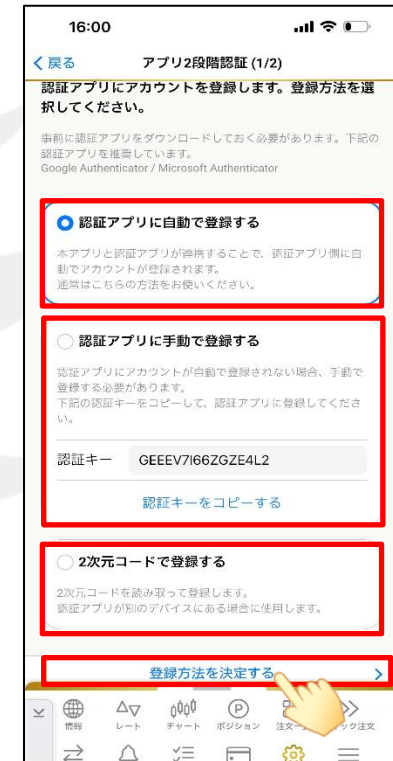 16:00
戻る アプリ2段階認証 (1/2)
認証アプリにアカウントを登録します。登録方法を選
択してください。
事前に認証アプリをダウンロードしておく必要があります。下記の
認証アプリを推奨しています。
Google Authenticator / Microsoft Authenticator
認証アプリに自動で登録する
本アプリと認証アプリが連携することで、認証アプリ側に自
動でアカウントが登録されます。
通常はこちらの方法をお使いください。
認証アプリに手動で登録する
認証アプリにアカウントが自動で登録されない場合、手動で
登録する必要があります。
下記の認証キーをコピーして、認証アプリに登録してくださ
い。
認証キー GEEEV7I66ZGZE4L2
認証キーをコピーする
2次元コードで登録する
2次元コードを読み取って登録します。
認証アプリが別のデバイスにある場合に使用します。
登録方法を決定する
情報 レート チャート ポジション 注文一 ック注文